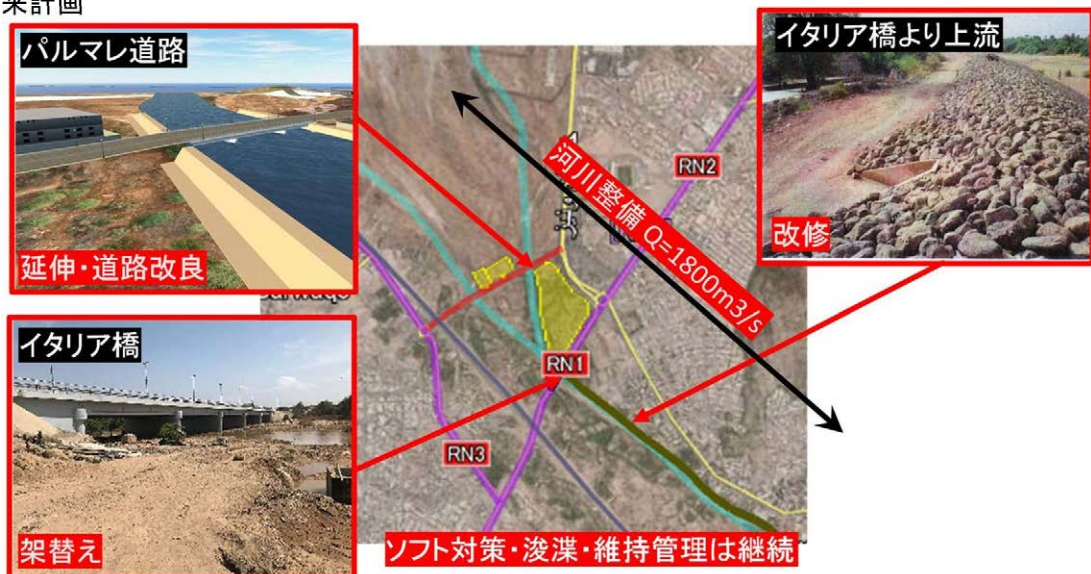 来計画
パルマレ道路
延伸・道路改良
イタリア橋より上流
改修
河川整備 Q=1800m3/s
RN2
RN1
RN3
イタリア橋
架替え
ソフト対策・浚渫・維持管理は継続